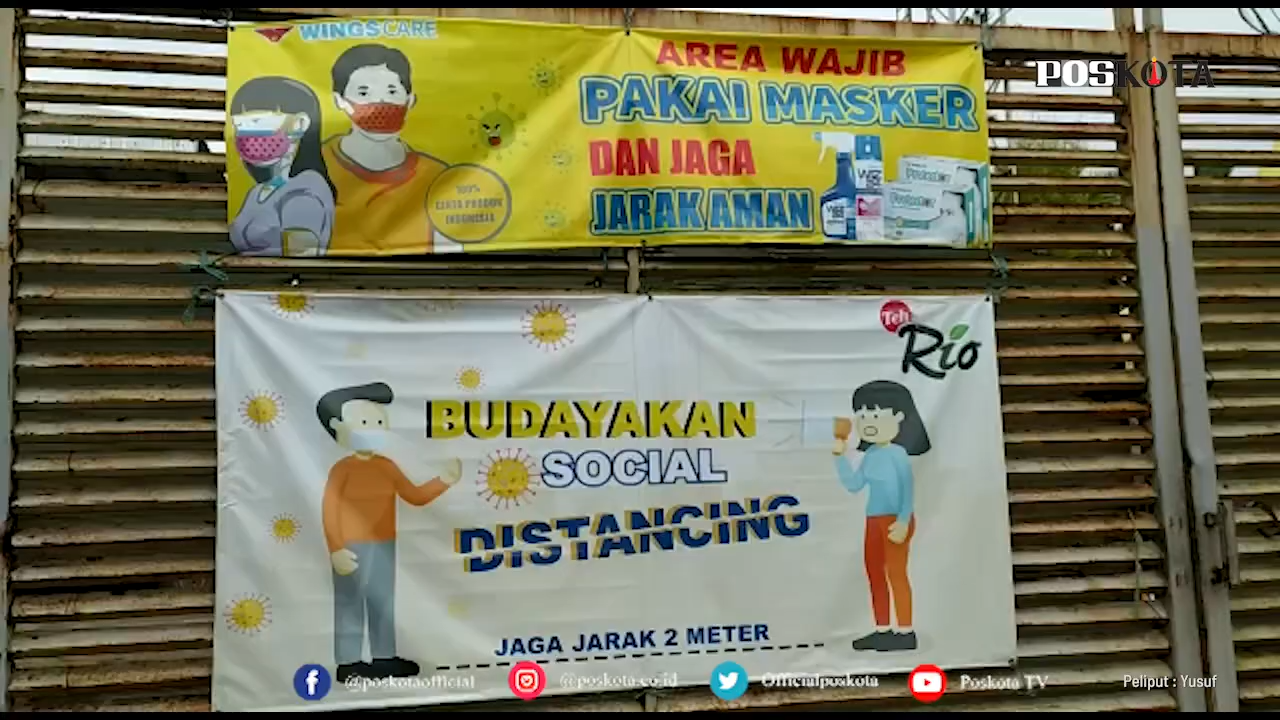 WINGSCARE
AREA WAJIB
PAKAI MASKER
DAN JAGA
JARAK AMAN
100%
CINTA PRODUK
INDONESIA
POSKOTA
Teh
Rio
BUDAYAKAN
SOCIAL
DISTANCING
JAGA JARAK 2 METER
@poskotaofficial
@poskota.co.id
Officialposkota
Poskota TV
Peliput : Yusuf